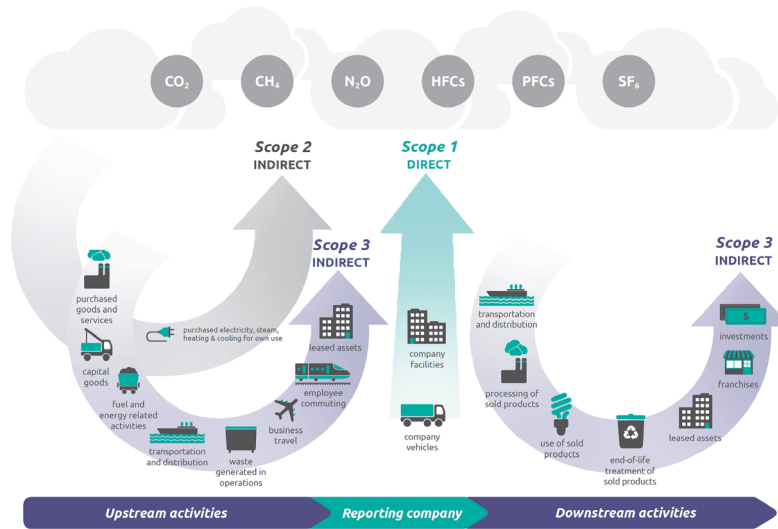 CO₂
CH₄
N₂O
HFCs
PFCs
SF₆
Scope 2
INDIRECT
Scope 1
DIRECT
Scope 3
INDIRECT
Scope 3
INDIRECT
purchased
goods and
services
capital
goods
fuel and
energy related
activities
transportation
and distribution
waste
generated in
operations
business
travel
employee
commuting
leased assets
purchased electricity, steam,
heating & cooling for own use
company
facilities
company
vehicles
transportation
and distribution
processing of
sold products
use of sold
products
end-of-life
treatment of
sold products
leased assets
franchises
$
investments
Upstream activities
Reporting company
Downstream activities